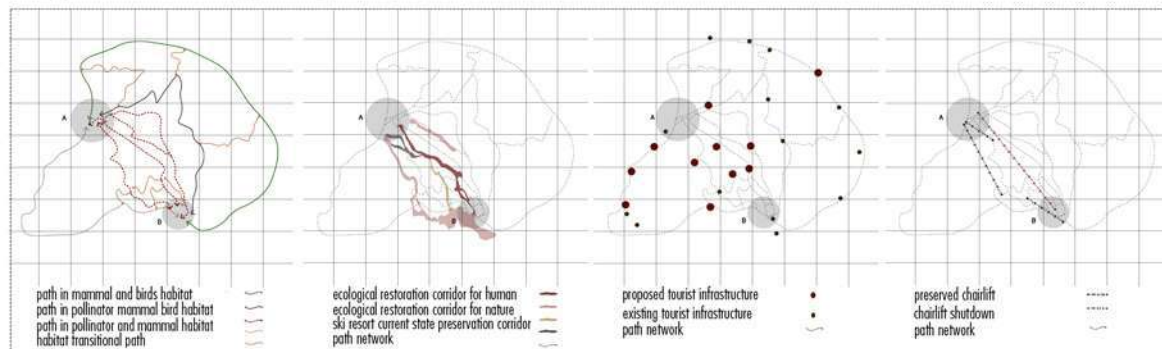 A
B
path in mammal and birds habitat
path in pollinator mammal bird habitat
path in pollinator and mammal habitat
habitat transitional path
A
B
ecological restoration corridor for human
ecological restoration corridor for nature
ski resort current state preservation corridor
path network
A
B
proposed tourist infrastructure
existing tourist infrastructure
path network
A
B
preserved chairlift
chairlift shutdown
path network